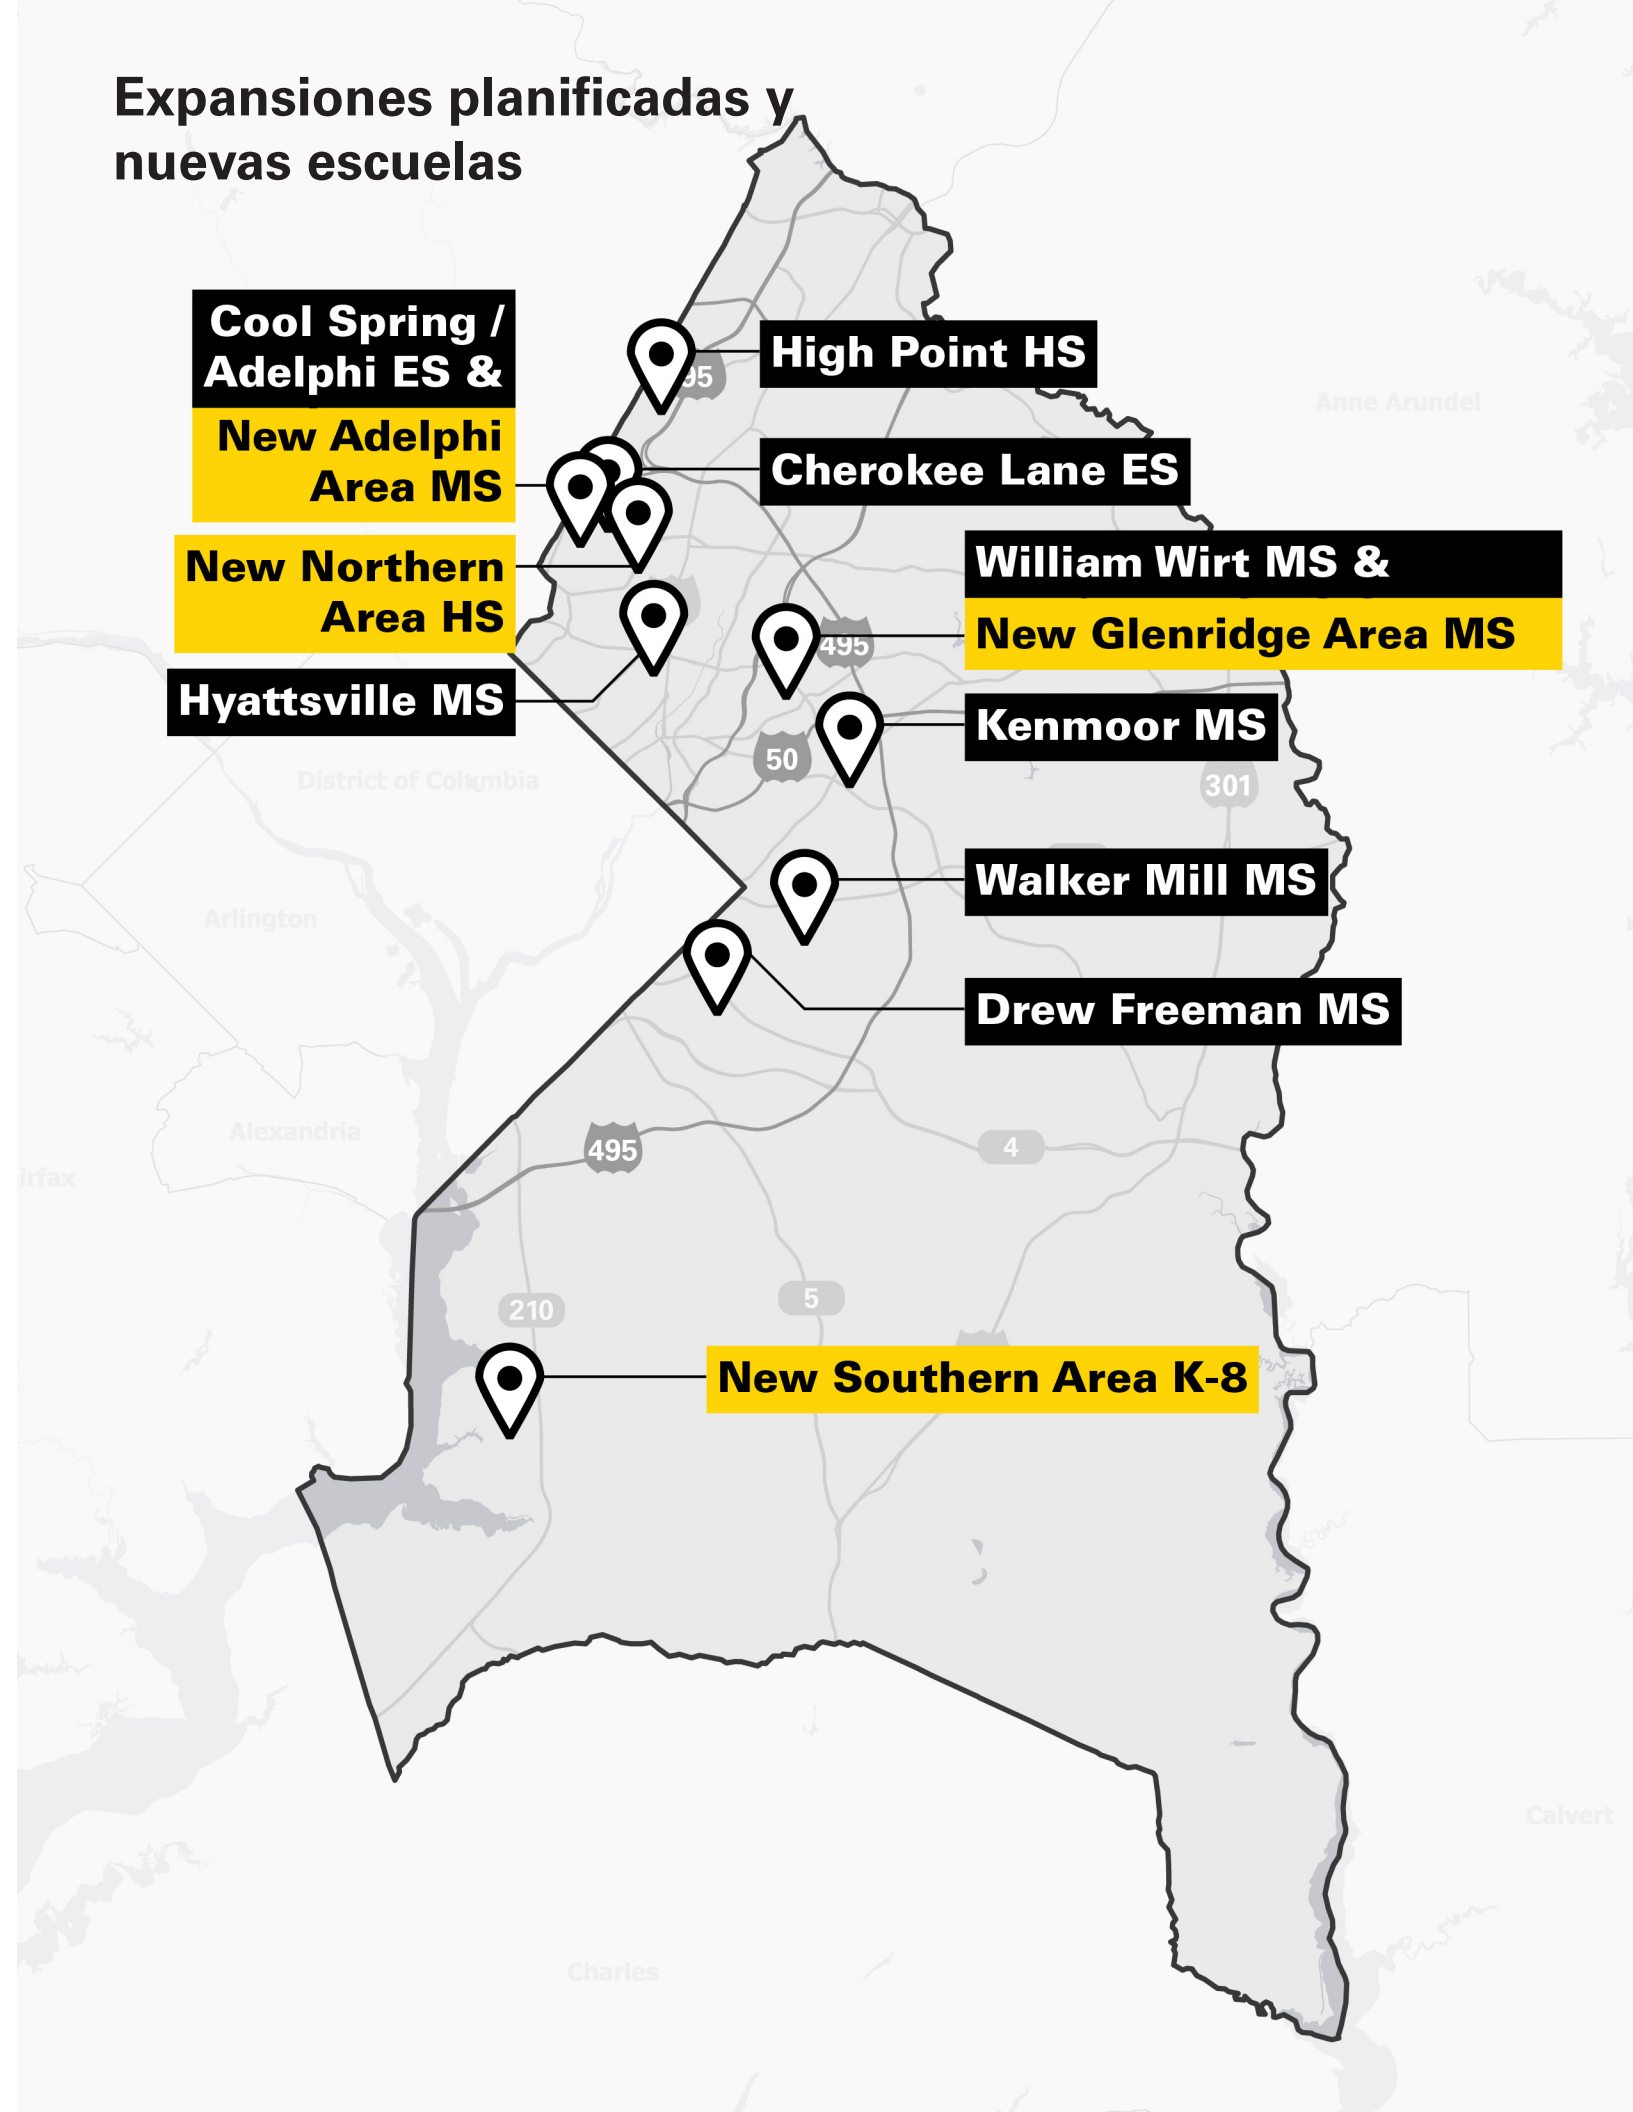 Expansiones planificadas y
nuevas escuelas
Cool Spring /
Adelphi ES &
New Adelphi
Area MS
New Northern
Area HS
Hyattsville MS
High Point HS
95
Cherokee Lane ES
William Wirt MS &
New Glenridge Area MS
495
Kenmoor MS
50
301
Walker Mill MS
Drew Freeman MS
495
4
210
5
New Southern Area K-8
Anne Arundel
District of Columbia
Arlington
Alexandria
irfax
Calvert
Charles